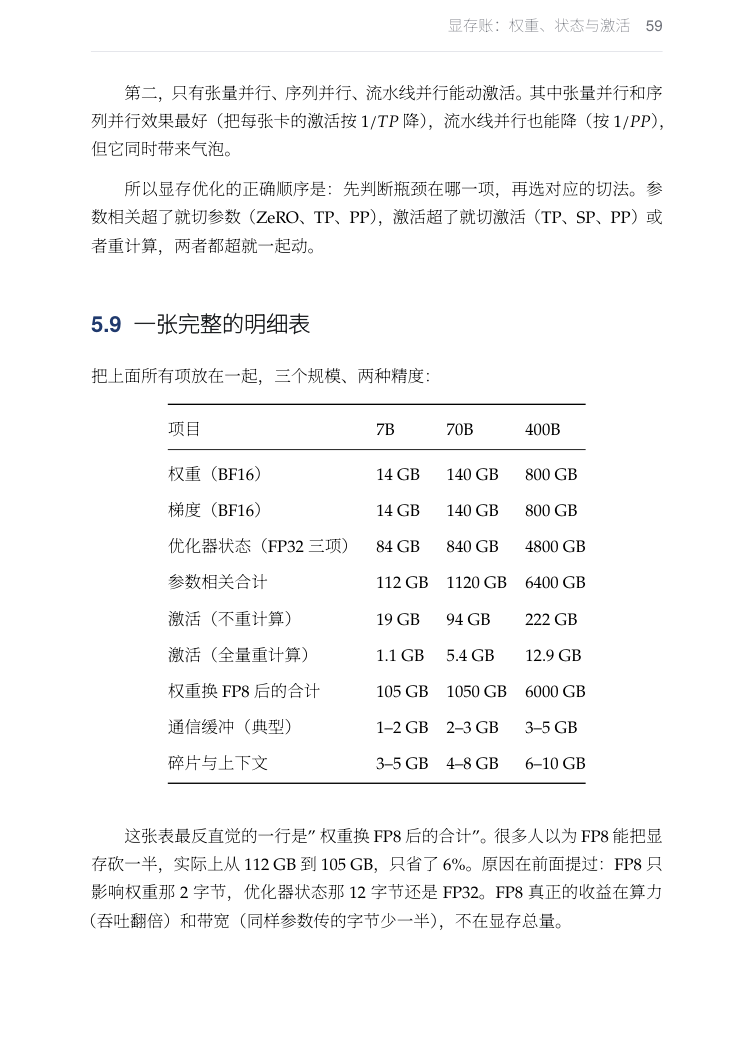 显存账：权重、状态与激活 59
第二，只有张量并行、序列并行、流水线并行能动激活。其中张量并行和序
列并行效果最好（把每张卡的激活按 1/TP 降），流水线并行也能降（按 1/PP），
但它同时带来气泡。
所以显存优化的正确顺序是：先判断瓶颈在哪一项，再选对应的切法。参
数相关超了就切参数（ZeRO、TP、PP），激活超了就切激活（TP、SP、PP）或
者重计算，两者都超就一起动。
5.9 一张完整的明细表
把上面所有项放在一起，三个规模、两种精度：
项目 7B 70B 400B
权重（BF16） 14 GB 140 GB 800 GB
梯度（BF16） 14 GB 140 GB 800 GB
优化器状态（FP32 三项） 84 GB 840 GB 4800 GB
参数相关合计 112 GB 1120 GB 6400 GB
激活（不重计算） 19 GB 94 GB 222 GB
激活（全量重计算） 1.1 GB 5.4 GB 12.9 GB
权重换 FP8 后的合计 105 GB 1050 GB 6000 GB
通信缓冲（典型） 1–2 GB 2–3 GB 3–5 GB
碎片与上下文 3–5 GB 4–8 GB 6–10 GB
这张表最反直觉的一行是″权重换 FP8 后的合计″。很多人以为 FP8 能把显
存砍一半，实际上从 112 GB 到 105 GB，只省了 6%。原因在前面提过：FP8 只
影响权重那 2 字节，优化器状态那 12 字节还是 FP32。FP8 真正的收益在算力
（吞吐翻倍）和带宽（同样参数传的字节少一半），不在显存总量。